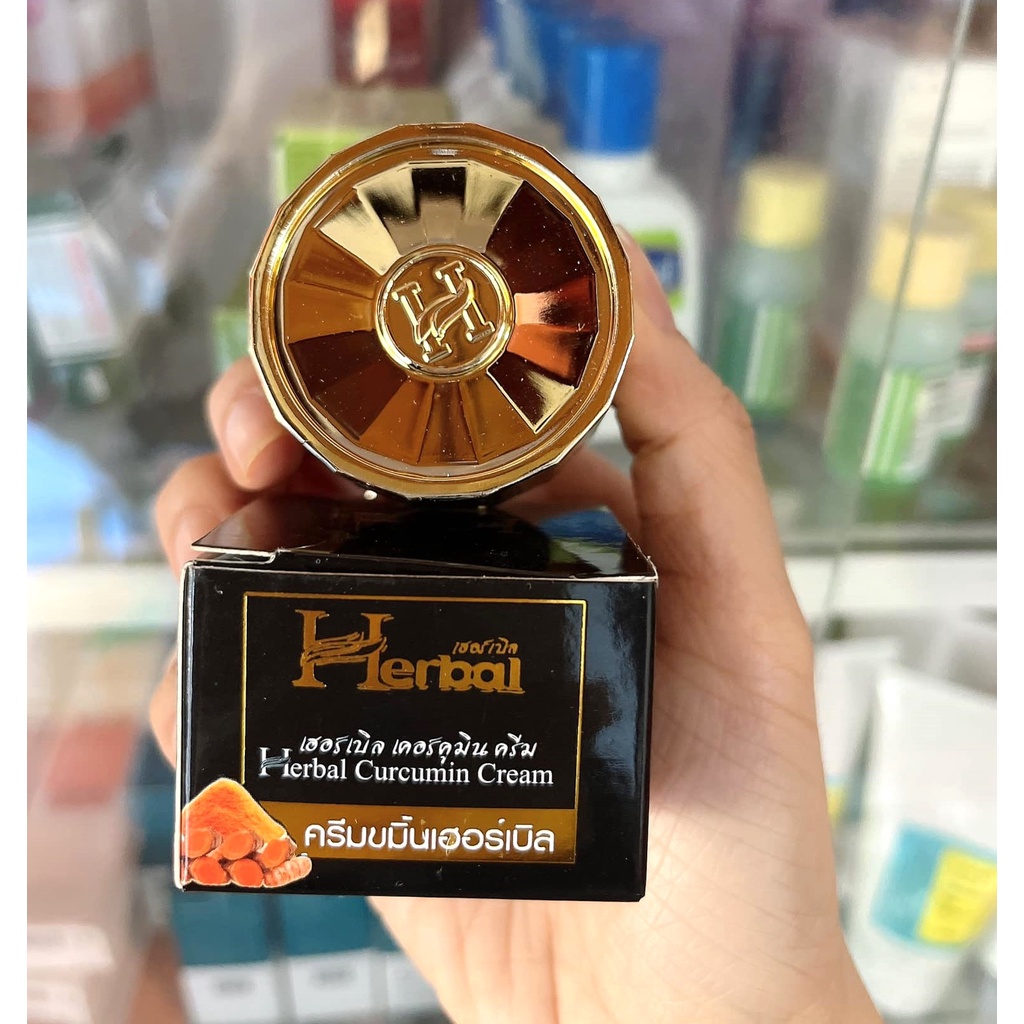 H
เฮอร์เบิล
Herbal
เฮอร์เบิล เคอร์คูมิน ครีม
Herbal Curcumin Cream
ครีมขมิ้นเฮอร์เบิล